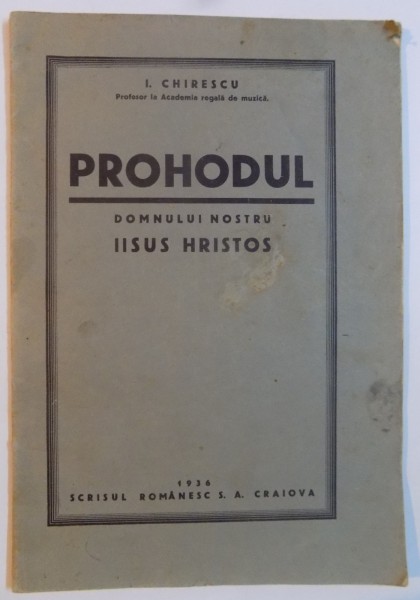 I. CHIRESCU
Profesor la Academia regală de muzică.
PROHODUL
DOMNULUI NOSTRU
IISUS HRISTOS
1936
SCRISUL ROMÂNESC S. A. CRAIOVA